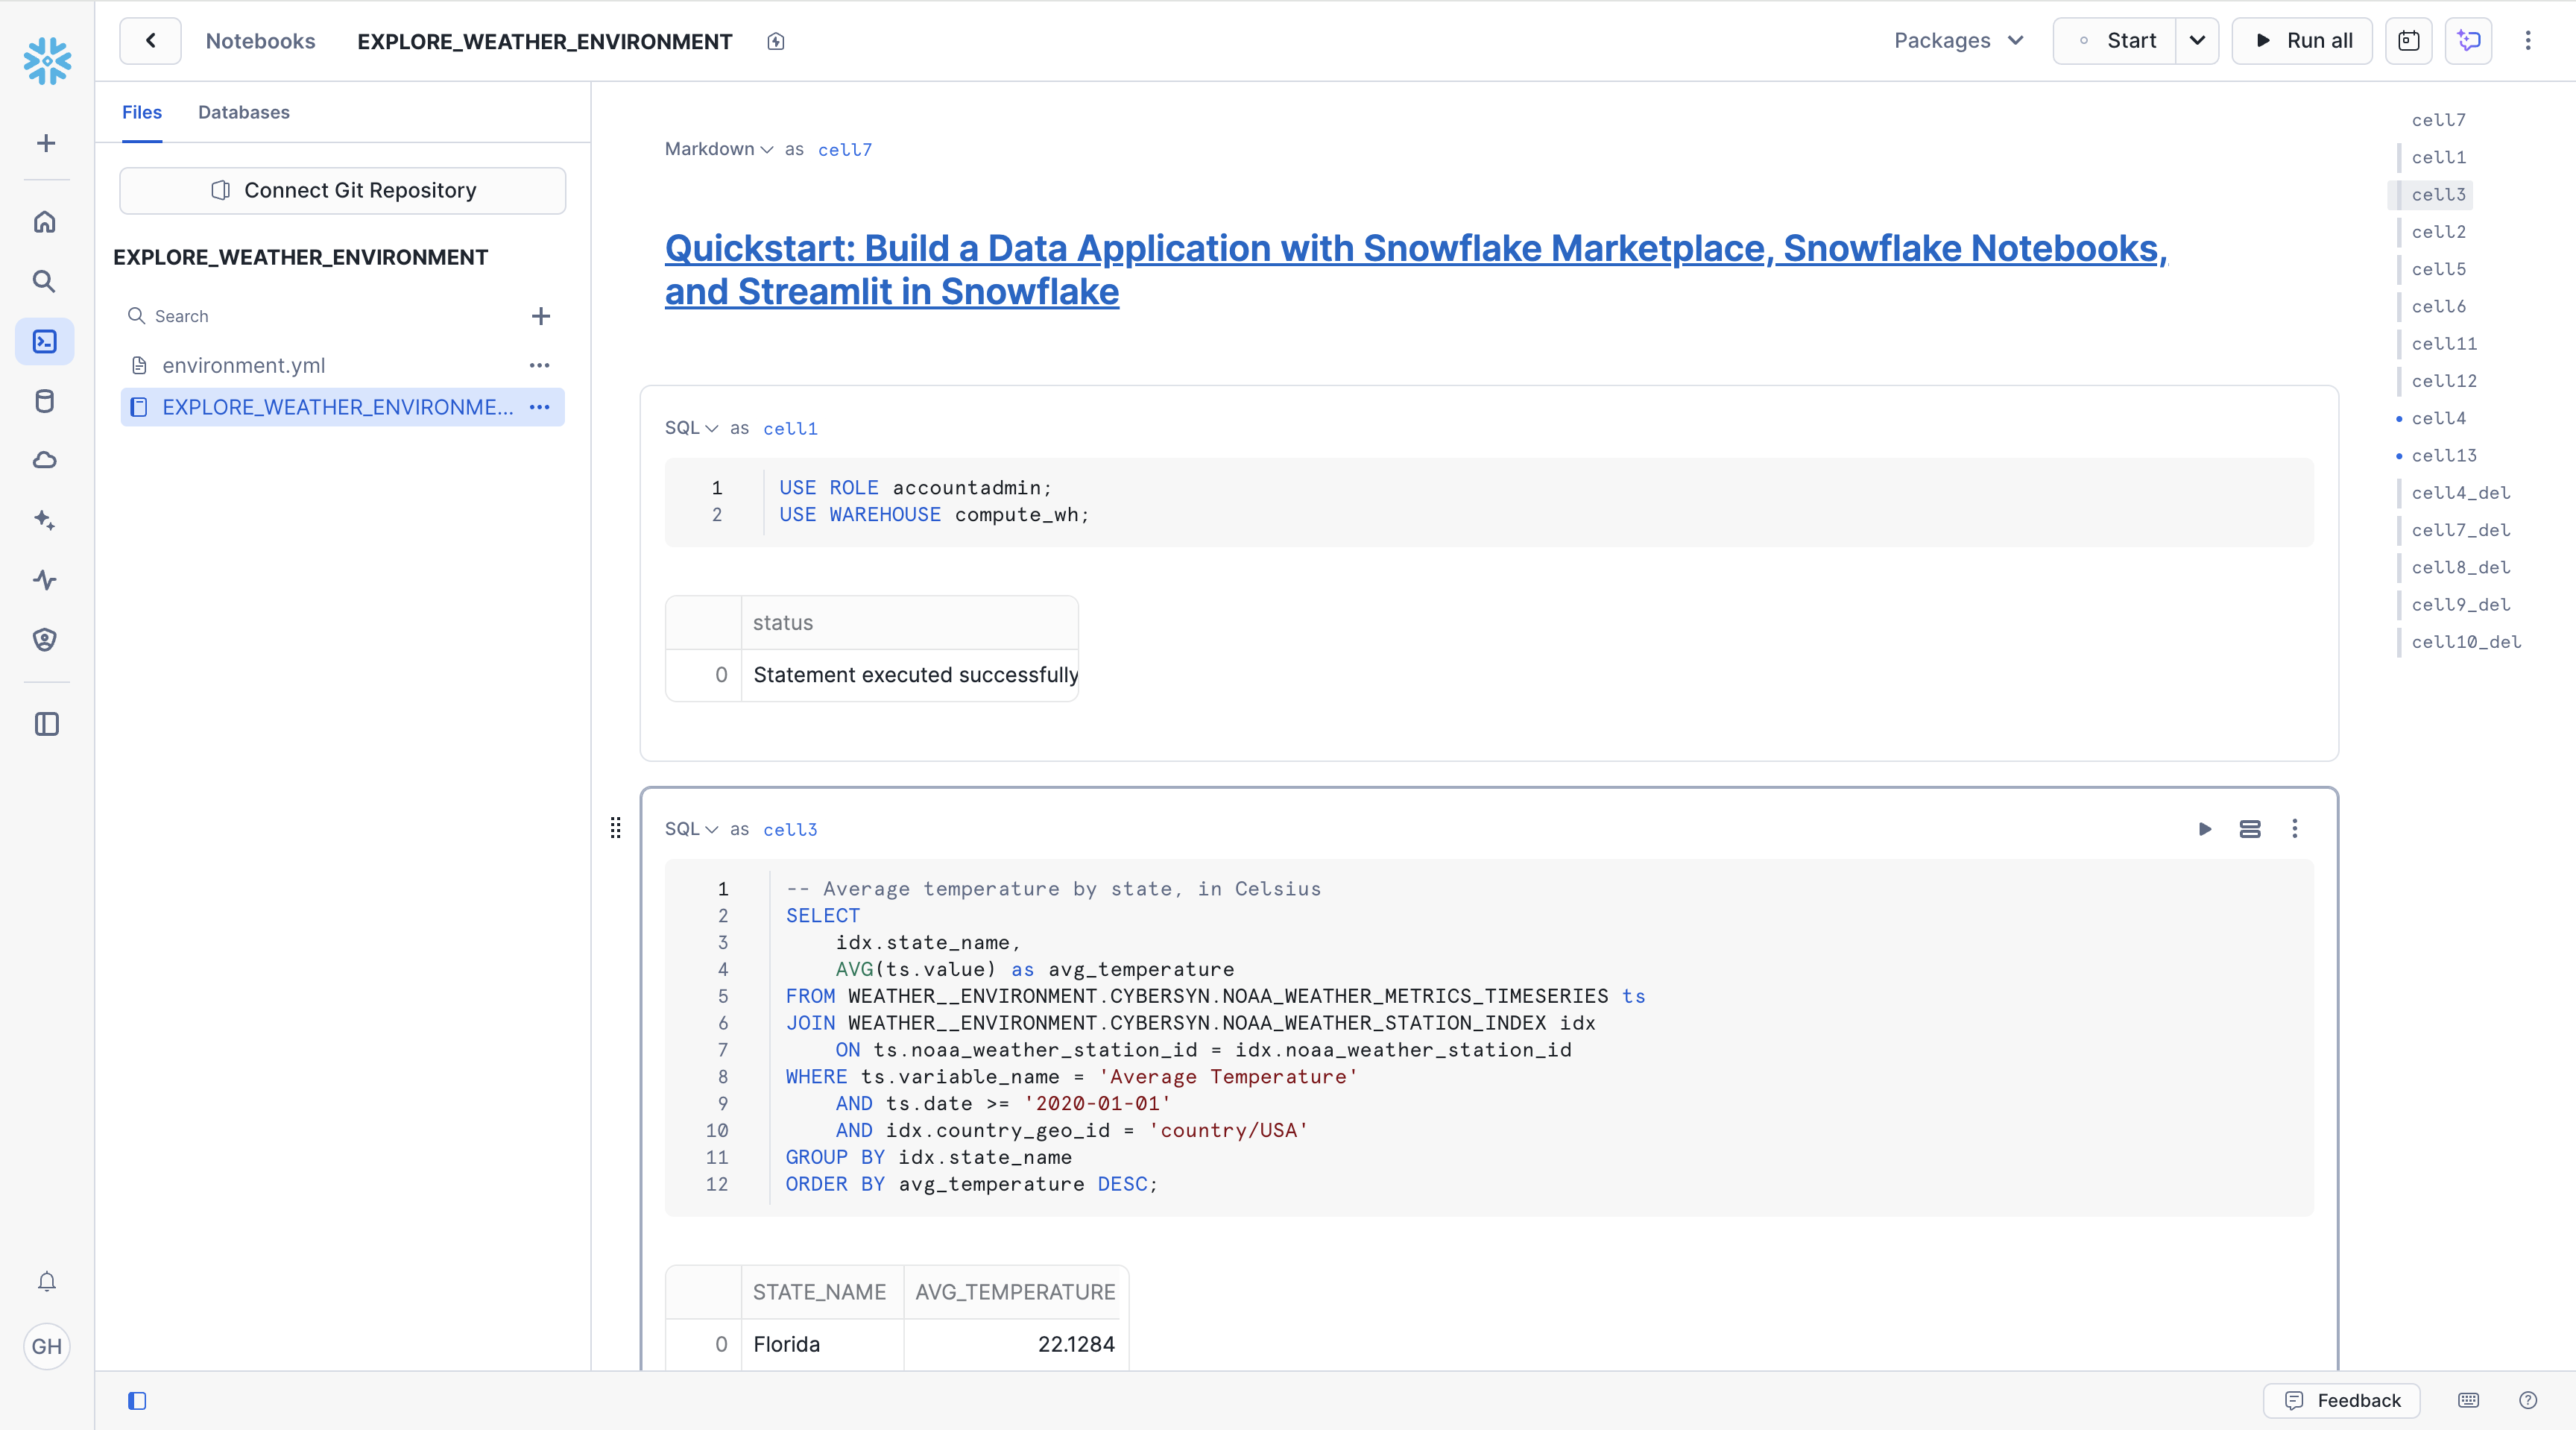 Notebooks
EXPLORE_WEATHER_ENVIRONMENT
Packages
Start
Run all
Files
Databases
Connect Git Repository
EXPLORE_WEATHER_ENVIRONMENT
Search
environment.yml
EXPLORE_WEATHER_ENVIRONME...
GH
Markdown as cell7
Quickstart: Build a Data Application with Snowflake Marketplace, Snowflake Notebooks,
and Streamlit in Snowflake
SQL as cell1
1 USE ROLE accountadmin;
2 USE WAREHOUSE compute_wh;
status
0 Statement executed successfully
SQL as cell3
1 -- Average temperature by state, in Celsius
2 SELECT
3 idx.state_name,
4 AVG(ts.value) as avg_temperature
5 FROM WEATHER__ENVIRONMENT.CYBERSYN.NOAA_WEATHER_METRICS_TIMESERIES ts
6 JOIN WEATHER__ENVIRONMENT.CYBERSYN.NOAA_WEATHER_STATION_INDEX idx
7 ON ts.noaa_weather_station_id = idx.noaa_weather_station_id
8 WHERE ts.variable_name = 'Average Temperature'
9 AND ts.date >= '2020-01-01'
10 AND idx.country_geo_id = 'country/USA'
11 GROUP BY idx.state_name
12 ORDER BY avg_temperature DESC;
STATE_NAME AVG_TEMPERATURE
0 Florida 22.1284
cell7
cell1
cell3
cell2
cell5
cell6
cell11
cell12
cell4
cell13
cell4_del
cell7_del
cell8_del
cell9_del
cell10_del
Feedback